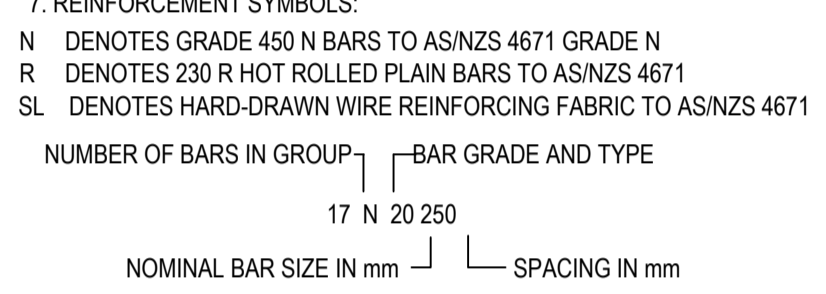 7. REINFORCEMENT SYMBOLS:
N DENOTES GRADE 450 N BARS TO AS/NZS 4671 GRADE N
R DENOTES 230 R HOT ROLLED PLAIN BARS TO AS/NZS 4671
SL DENOTES HARD-DRAWN WIRE REINFORCING FABRIC TO AS/NZS 4671
NUMBER OF BARS IN GROUP BAR GRADE AND TYPE
17 N 20 250
NOMINAL BAR SIZE IN mm SPACING IN mm